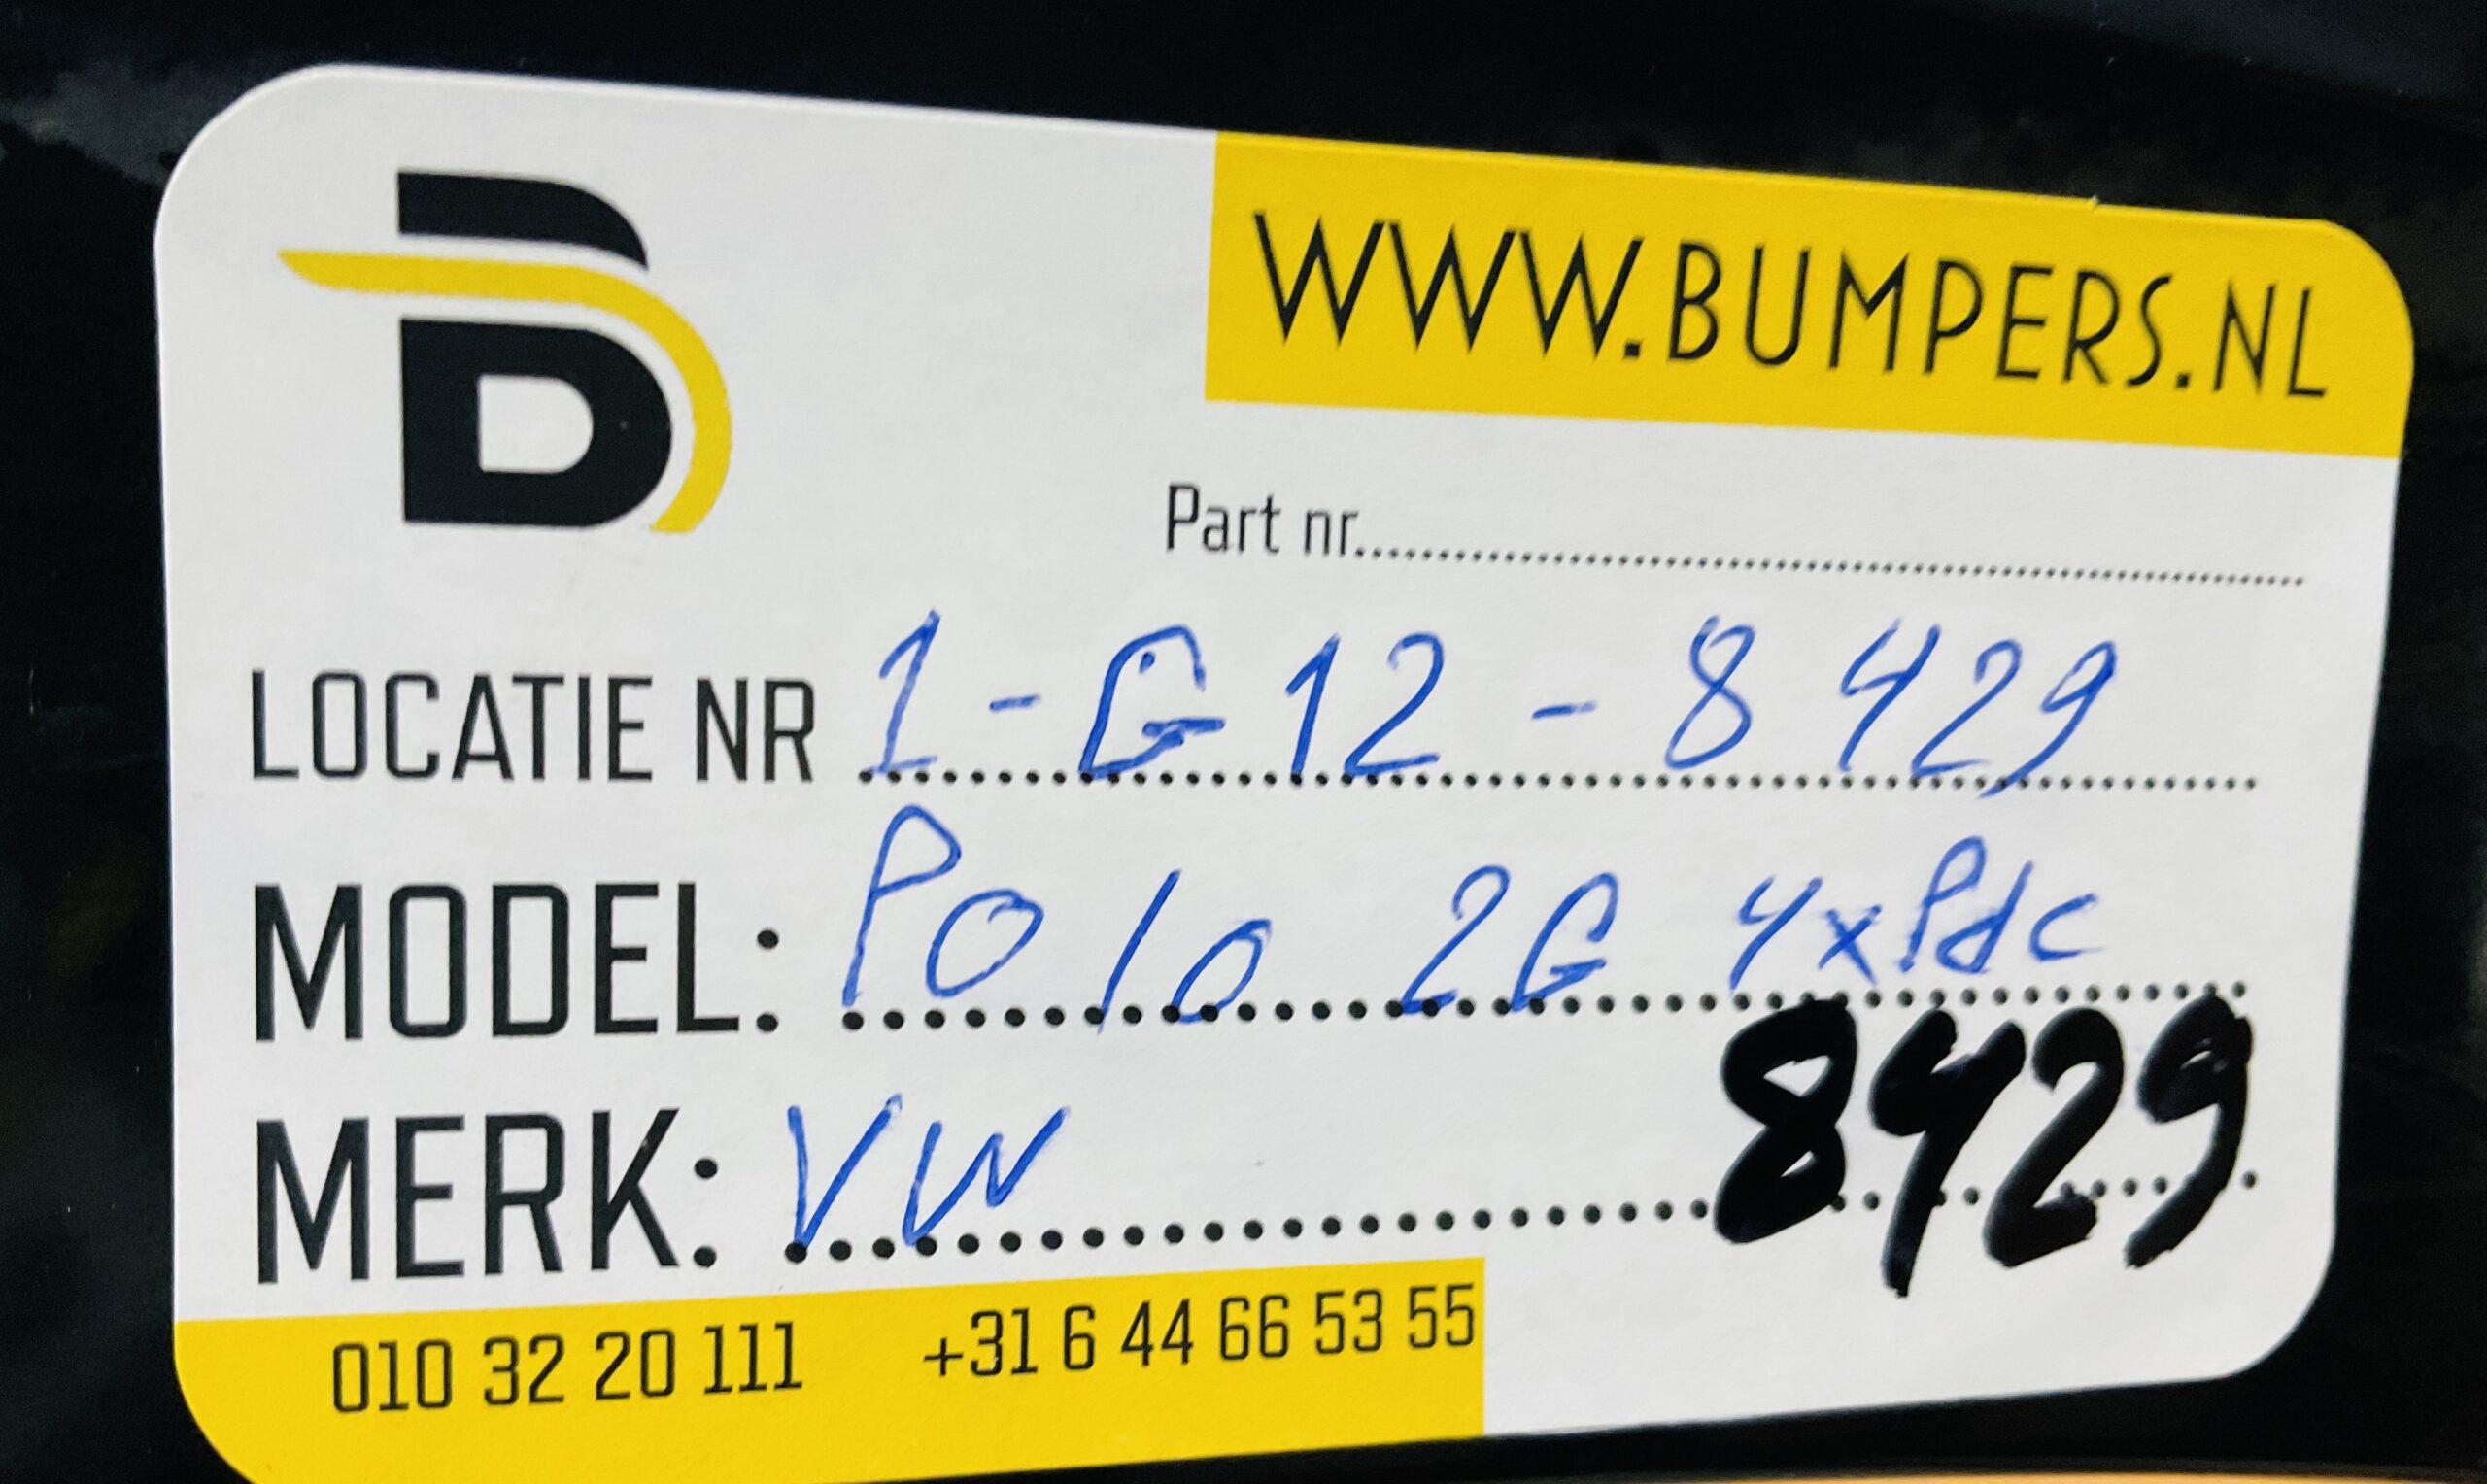 B
WWW.BUMPERS.NL
Part nr..........
LOCATIE NR 1-G12-8429
MODEL: Polo 2G 4xPdc
8429
MERK: VW
010 32 20 111 +31 6 44 66 53 55